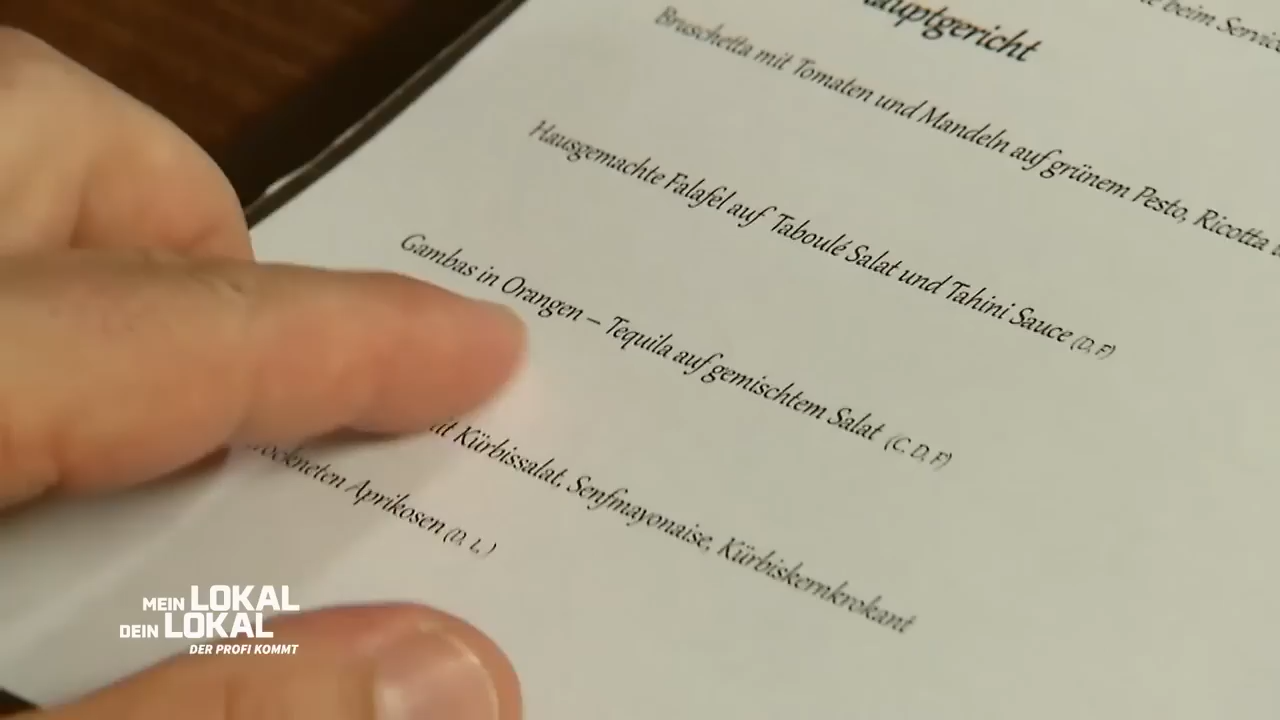 beim Servic
auptgericht
Bruschetta mit Tomaten und Mandeln auf grünem Pesto, Ricotta
Hausgemachte Falafel auf Taboulé Salat und Tahini Sauce (D, F)
Gambas in Orangen – Tequila auf gemischtem Salat (C, D, F)
it Kürbissalat, Senfmayonaise, Kürbiskernkrokant
rockneten Aprikosen (D, L, )
MEIN LOKAL
DEIN LOKAL
DER PROFI KOMMT